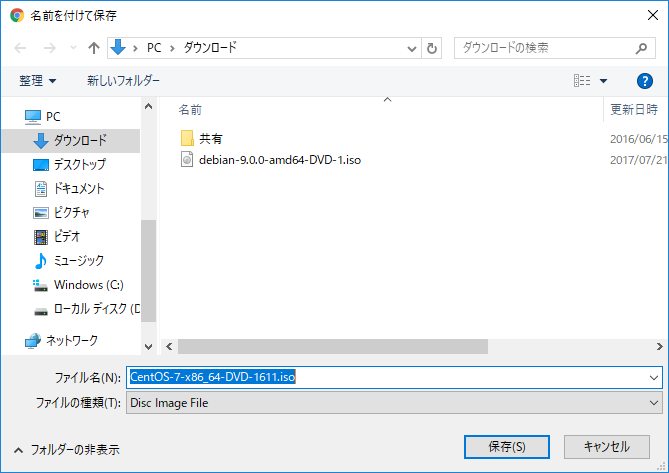 名前を付けて保存
PC ダウンロード
ダウンロードの検索
整理 新しいフォルダー
名前 更新日時
PC
ダウンロード
デスクトップ
ドキュメント
ピクチャ
ビデオ
ミュージック
Windows (C:)
ローカル ディスク (D
ネットワーク
共有 2016/06/15
debian-9.0.0-amd64-DVD-1.iso 2017/07/21
ファイル名(N): CentOS-7-x86_64-DVD-1611.iso
ファイルの種類(T): Disc Image File
フォルダーの非表示 保存(S) キャンセル